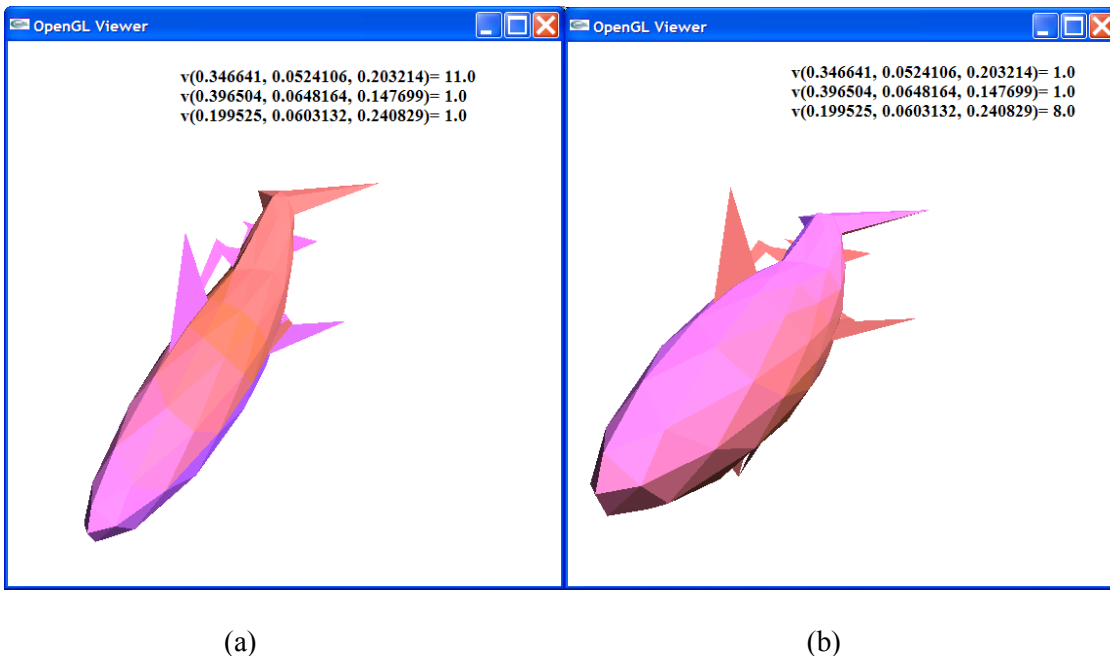 OpenGL Viewer
v(0.346641, 0.0524106, 0.203214)= 11.0
v(0.396504, 0.0648164, 0.147699)= 1.0
v(0.199525, 0.0603132, 0.240829)= 1.0
OpenGL Viewer
v(0.346641, 0.0524106, 0.203214)= 1.0
v(0.396504, 0.0648164, 0.147699)= 1.0
v(0.199525, 0.0603132, 0.240829)= 8.0
(a)
(b)